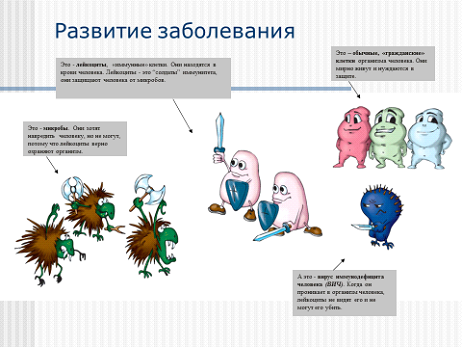 Развитие заболевания
Это - лейкоциты, «иммунные» клетки. Они находятся в
крови человека. Лейкоциты - это "солдаты" иммунитета,
они защищают человека от микробов.
Это – обычные, «гражданские»
клетки организма человека. Они
мирно живут и нуждаются в
защите.
Это - микробы. Они хотят
навредить человеку, но не могут,
потому что лейкоциты верно
охраняют организм.
А это - вирус иммунодефицита
человека (ВИЧ). Когда он
проникает в организм человека,
лейкоциты не видят его и не
могут его убить.